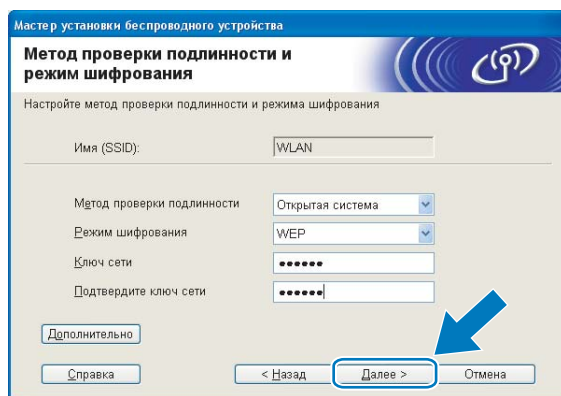 Мастер установки беспроводного устройства
Метод проверки подлинности и
режим шифрования
Настройте метод проверки подлинности и режима шифрования
Имя (SSID): WLAN
Метод проверки подлинности Открытая система
Режим шифрования WEP
Ключ сети ••••••
Подтвердите ключ сети ••••••
Дополнительно
Справка < Назад Далее > Отмена